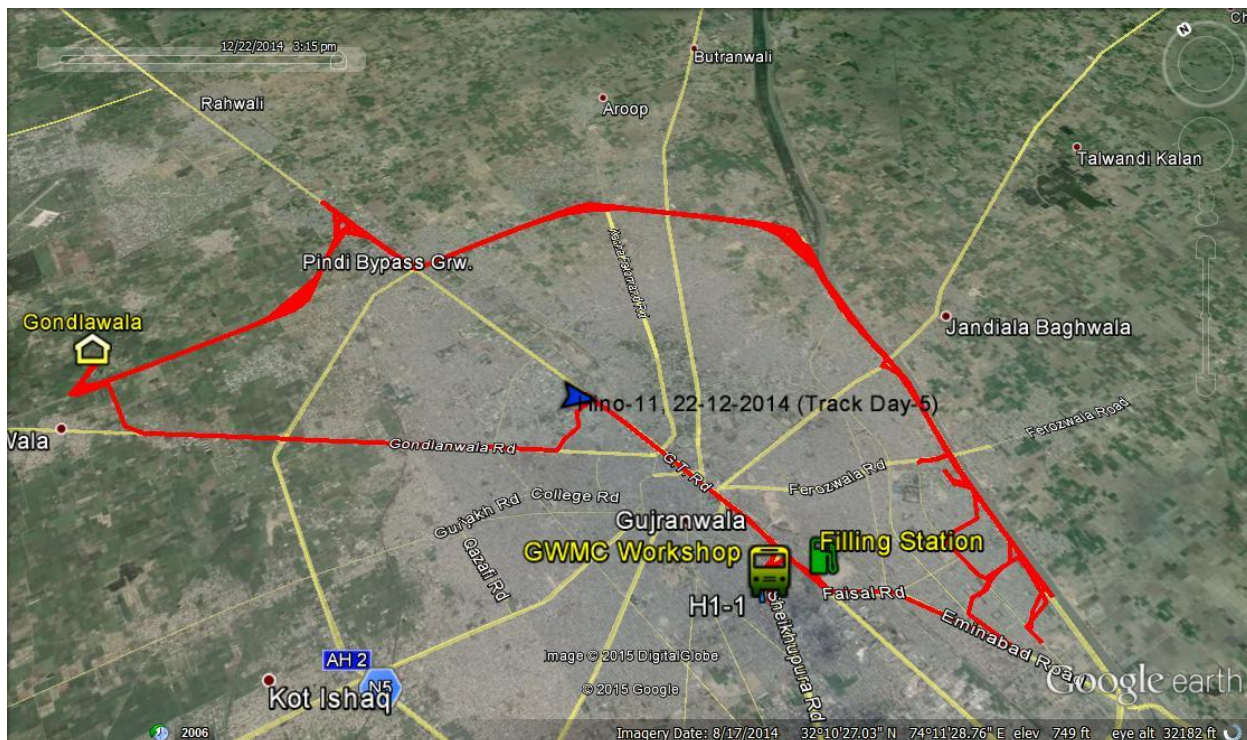 Ch
12/22/2014 3:15 pm
N
Butranwali
Rahwali
Aroop
Talwandi Kalan
Pindi Bypass Grw.
Gondlawala
Jandiala Baghwala
Hino-11, 22-12-2014 (Track Day-5)
Wala
Gondlanwala Rd
Ferozwala Road
G.T. Rd
Ferozwala Rd
College Rd
Gurjakh Rd
Gujranwala
Qazafi Rd
GWMC Workshop
Filling Station
H1-1
Faisal Rd
Sheikhupura Rd
Eminabad Road
Image © 2015 DigitalGlobe
AH 2
N5
Kot Ishaq
© 2015 Google
Google earth
2006
Imagery Date: 8/17/2014 32°10'27.03" N 74°11'28.76" E elev 749 ft eye alt 32182 ft